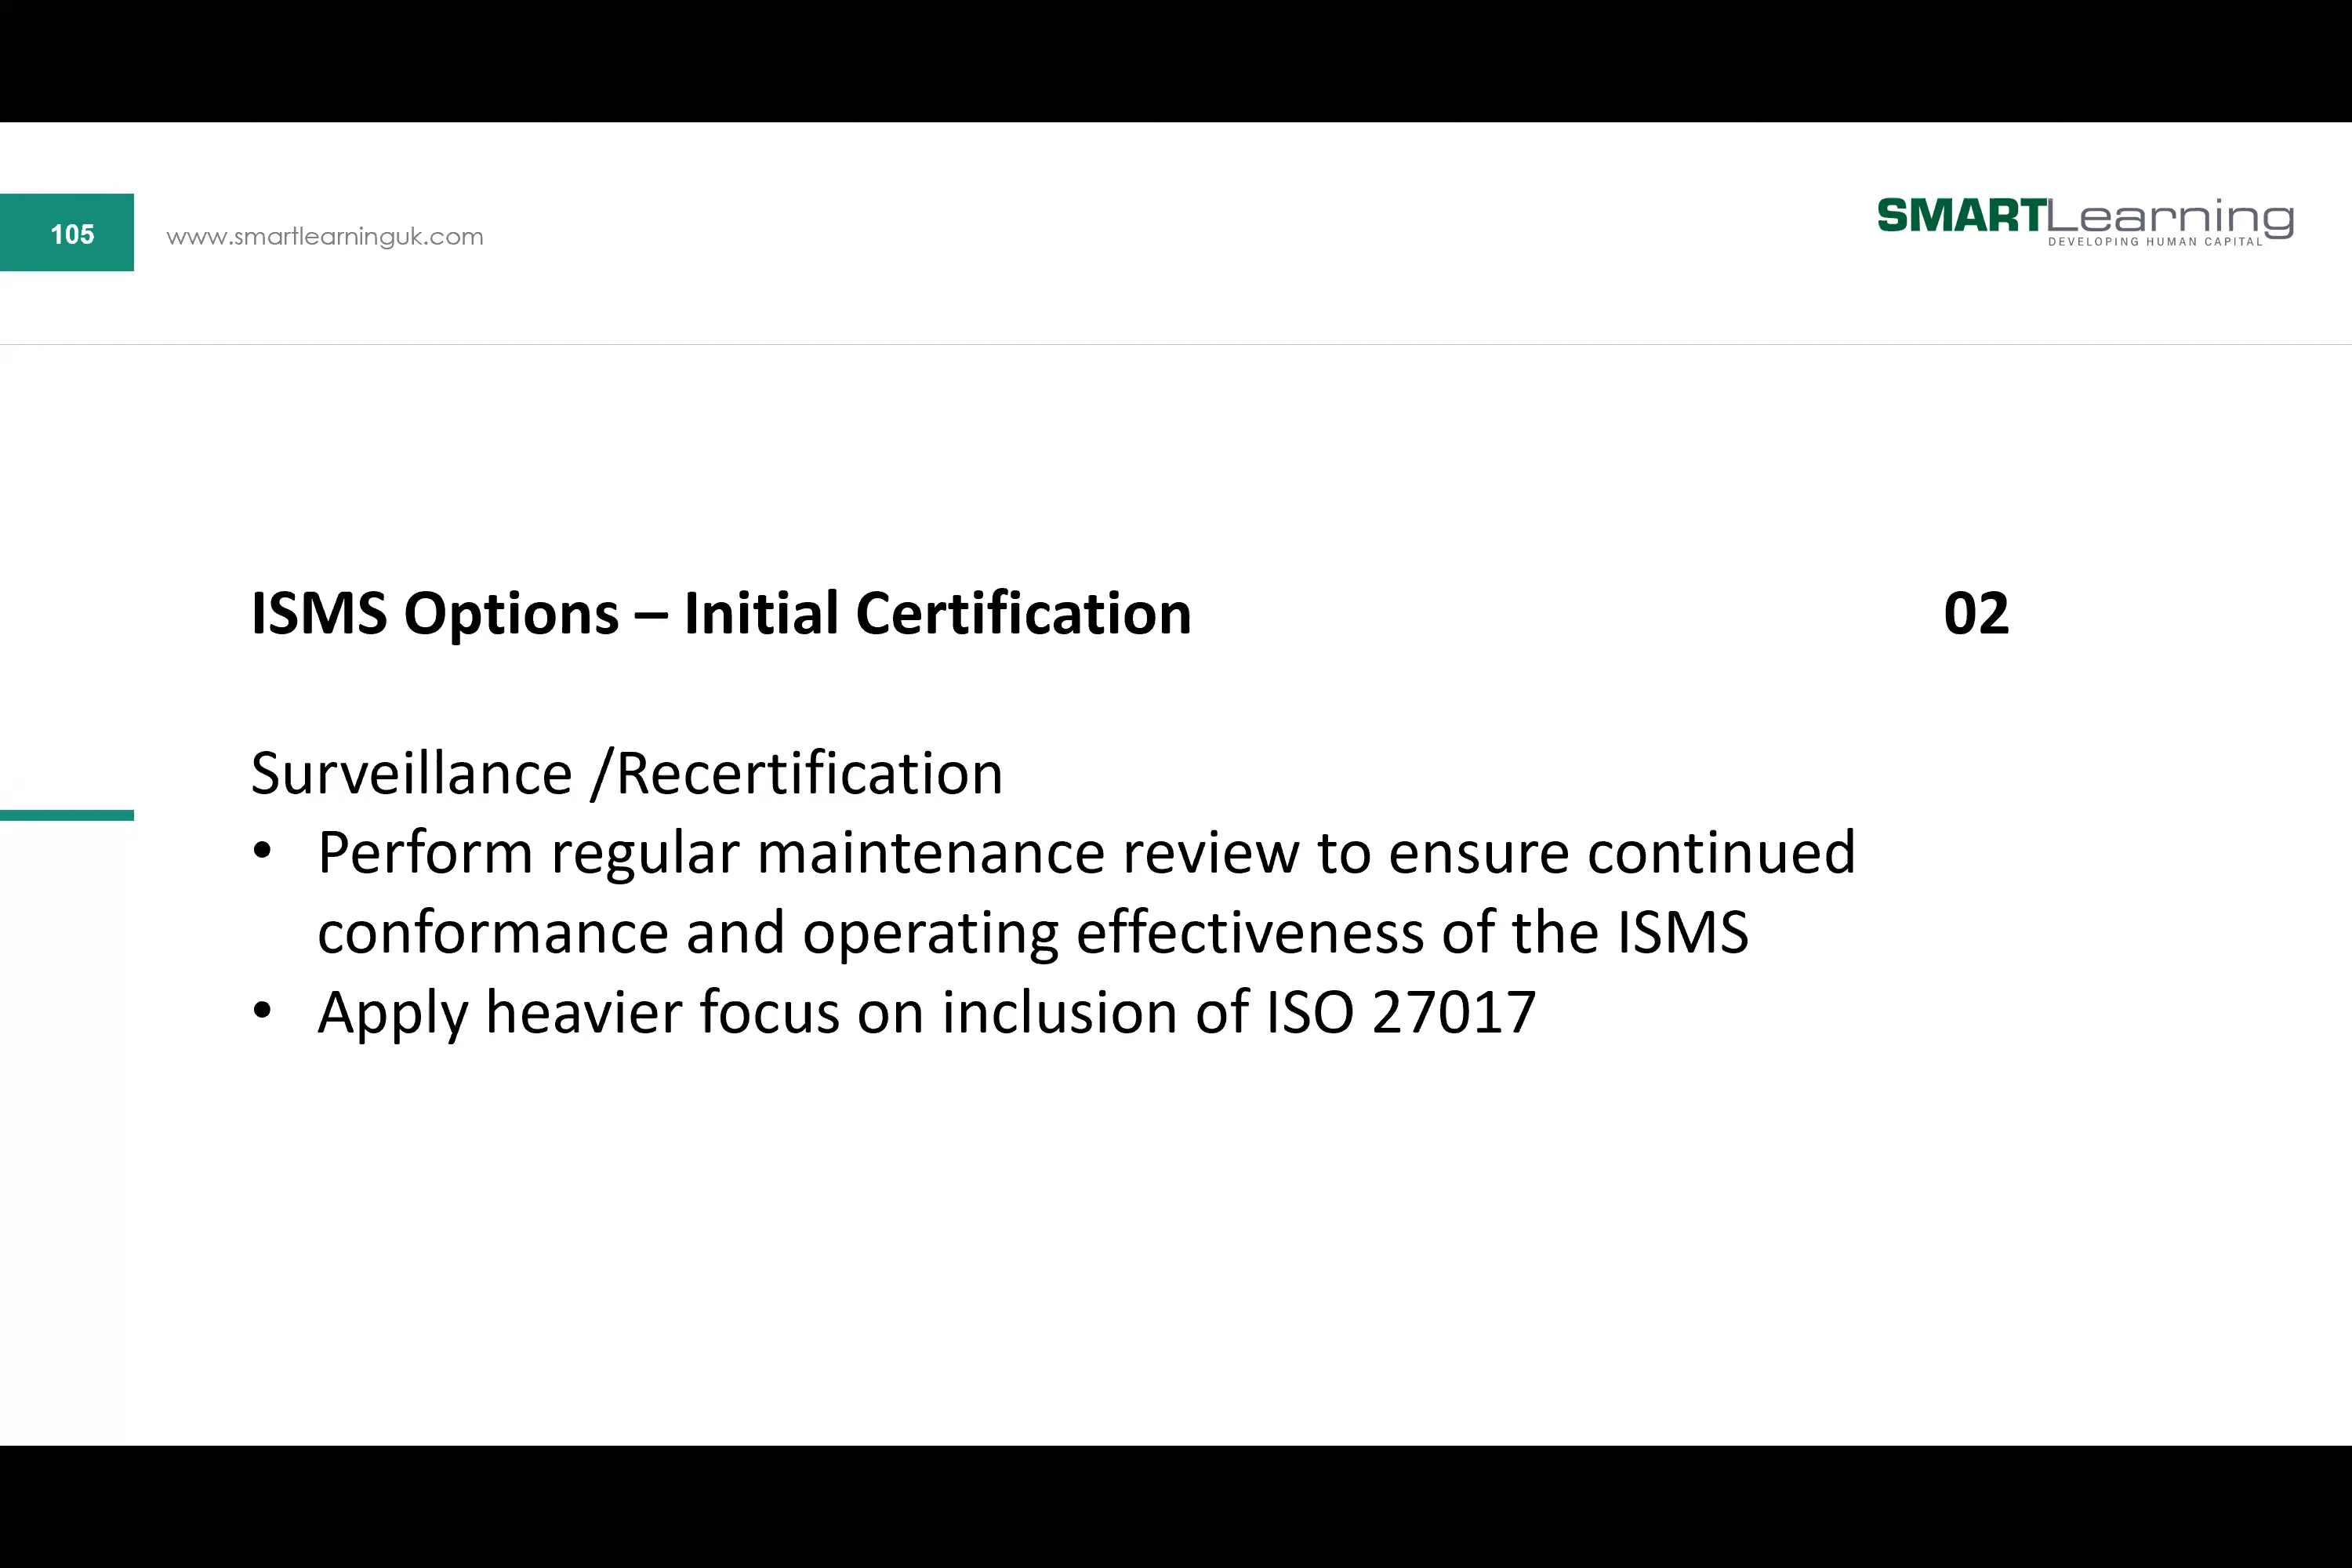 105
www.smartlearninguk.com
SMARTLearning
DEVELOPING HUMAN CAPITAL
ISMS Options – Initial Certification 02
Surveillance /Recertification
• Perform regular maintenance review to ensure continued
conformance and operating effectiveness of the ISMS
• Apply heavier focus on inclusion of ISO 27017